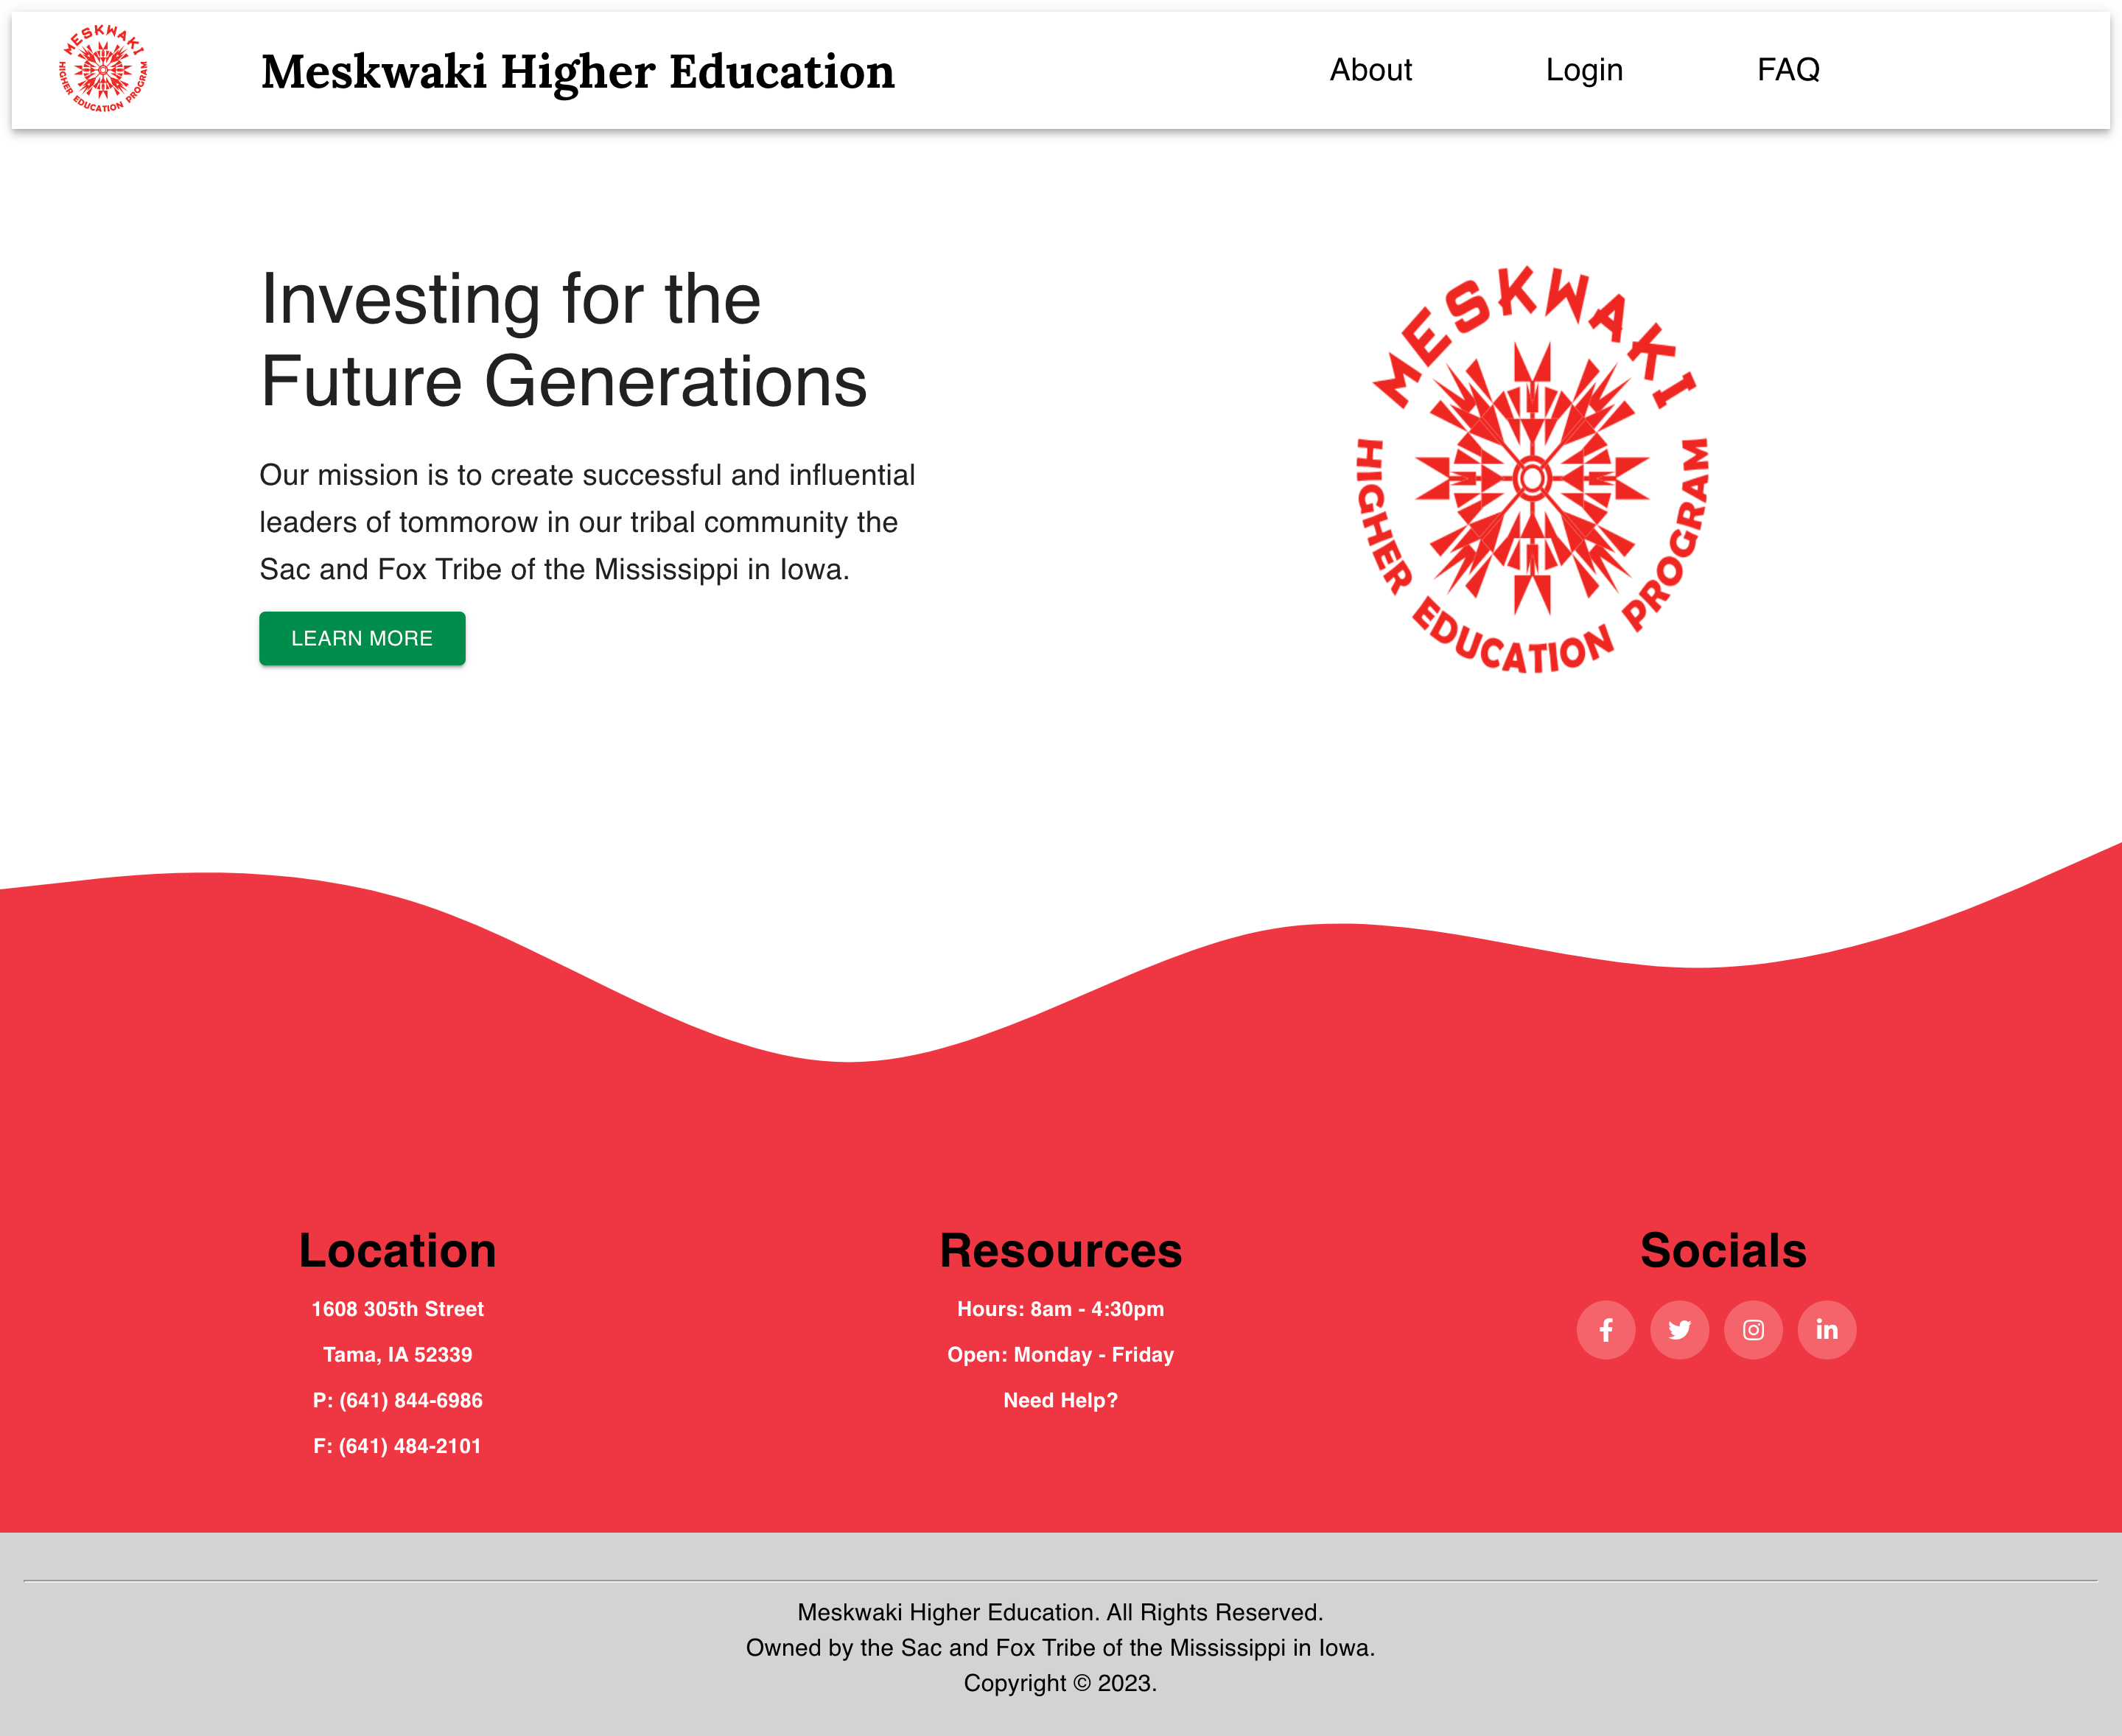 MESKWAKI
HIGHER EDUCATION PROGRAM
Meskwaki Higher Education
About
Login
FAQ
Investing for the
Future Generations
Our mission is to create successful and influential
leaders of tommorow in our tribal community the
Sac and Fox Tribe of the Mississippi in Iowa.
LEARN MORE
MESKWAKI
HIGHER EDUCATION PROGRAM
Location
1608 305th Street
Tama, IA 52339
P: (641) 844-6986
F: (641) 484-2101
Resources
Hours: 8am - 4:30pm
Open: Monday - Friday
Need Help?
Socials
Meskwaki Higher Education. All Rights Reserved.
Owned by the Sac and Fox Tribe of the Mississippi in Iowa.
Copyright © 2023.